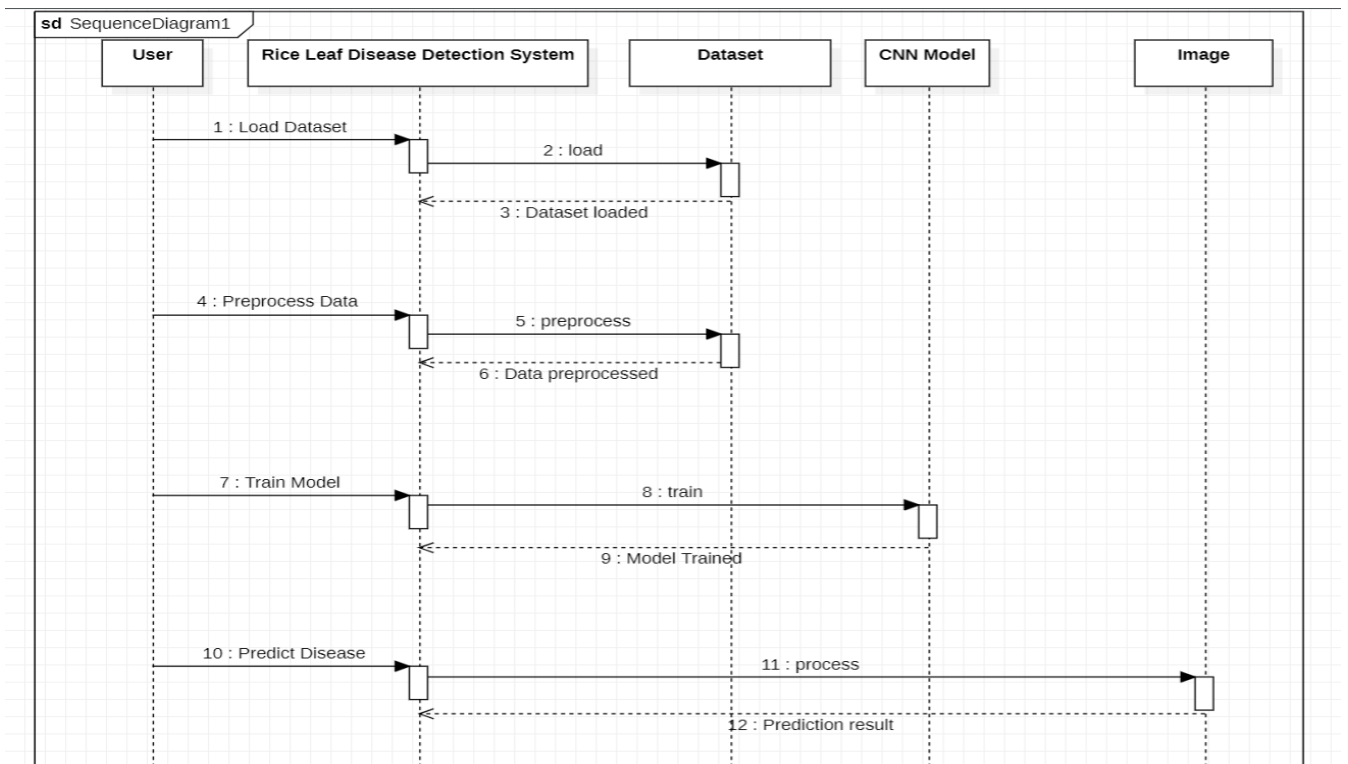 sd SequenceDiagram1
User
Rice Leaf Disease Detection System
Dataset
CNN Model
Image
1 : Load Dataset
2 : load
3 : Dataset loaded
4 : Preprocess Data
5 : preprocess
6 : Data preprocessed
7 : Train Model
8 : train
9 : Model Trained
10 : Predict Disease
11 : process
12 : Prediction result